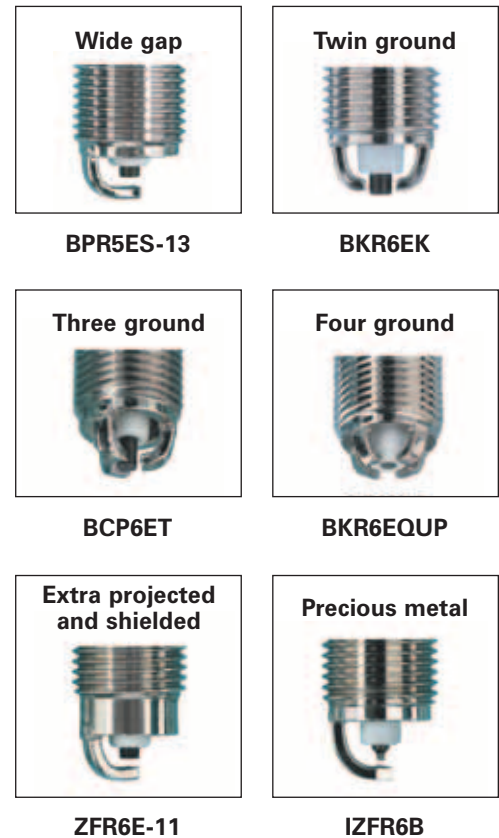 Wide gap
Twin ground
BPR5ES-13
BKR6EK
Three ground
Four ground
BCP6ET
BKR6EQUP
Extra projected
and shielded
Precious metal
ZFR6E-11
IZFR6B